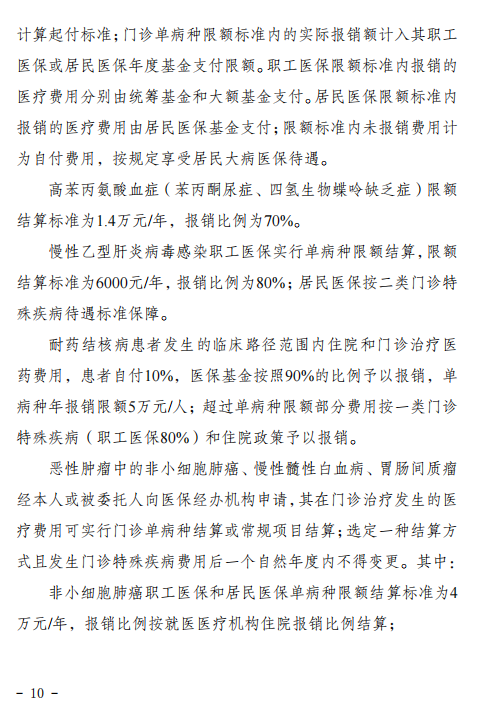 计算起付标准；门诊单病种限额标准内的实际报销额计入其职工
医保或居民医保年度基金支付限额。职工医保限额标准内报销的
医疗费用分别由统筹基金和大额基金支付。居民医保限额标准内
报销的医疗费用由居民医保基金支付；限额标准内未报销费用计
为自付费用，按规定享受居民大病医保待遇。
高苯丙氨酸血症（苯丙酮尿症、四氢生物蝶呤缺乏症）限额
结算标准为1.4万元/年，报销比例为70%。
慢性乙型肝炎病毒感染职工医保实行单病种限额结算，限额
结算标准为6000元/年，报销比例为80%；居民医保按二类门诊特
殊疾病待遇标准保障。
耐药结核病患者发生的临床路径范围内住院和门诊治疗医
药费用，患者自付10%，医保基金按照90%的比例予以报销，单
病种年报销限额5万元/人；超过单病种限额部分费用按一类门诊
特殊疾病（职工医保80%）和住院政策予以报销。
恶性肿瘤中的非小细胞肺癌、慢性髓性白血病、胃肠间质瘤
经本人或被委托人向医保经办机构申请，其在门诊治疗发生的医
疗费用可实行门诊单病种结算或常规项目结算；选定一种结算方
式且发生门诊特殊疾病费用后一个自然年度内不得变更。其中：
非小细胞肺癌职工医保和居民医保单病种限额结算标准为4
万元/年，报销比例按就医医疗机构住院报销比例结算；
- 10 -